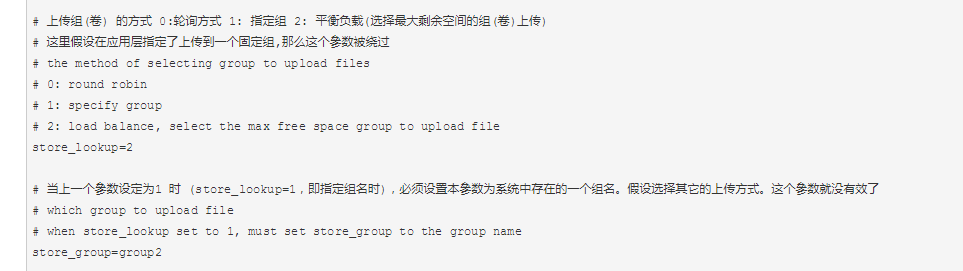 # 上传组(卷) 的方式 0:轮询方式 1: 指定组 2: 平衡负载(选择最大剩余空间的组(卷)上传)
# 这里假设在应用层指定了上传到一个固定组,那么这个參数被绕过
# the method of selecting group to upload files
# 0: round robin
# 1: specify group
# 2: load balance, select the max free space group to upload file
store_lookup=2
# 当上一个參数设定为1 时 (store_lookup=1，即指定组名时)，必须设置本參数为系统中存在的一个组名。假设选择其它的上传方式。这个參数就没有效了
# which group to upload file
# when store_lookup set to 1, must set store_group to the group name
store_group=group2